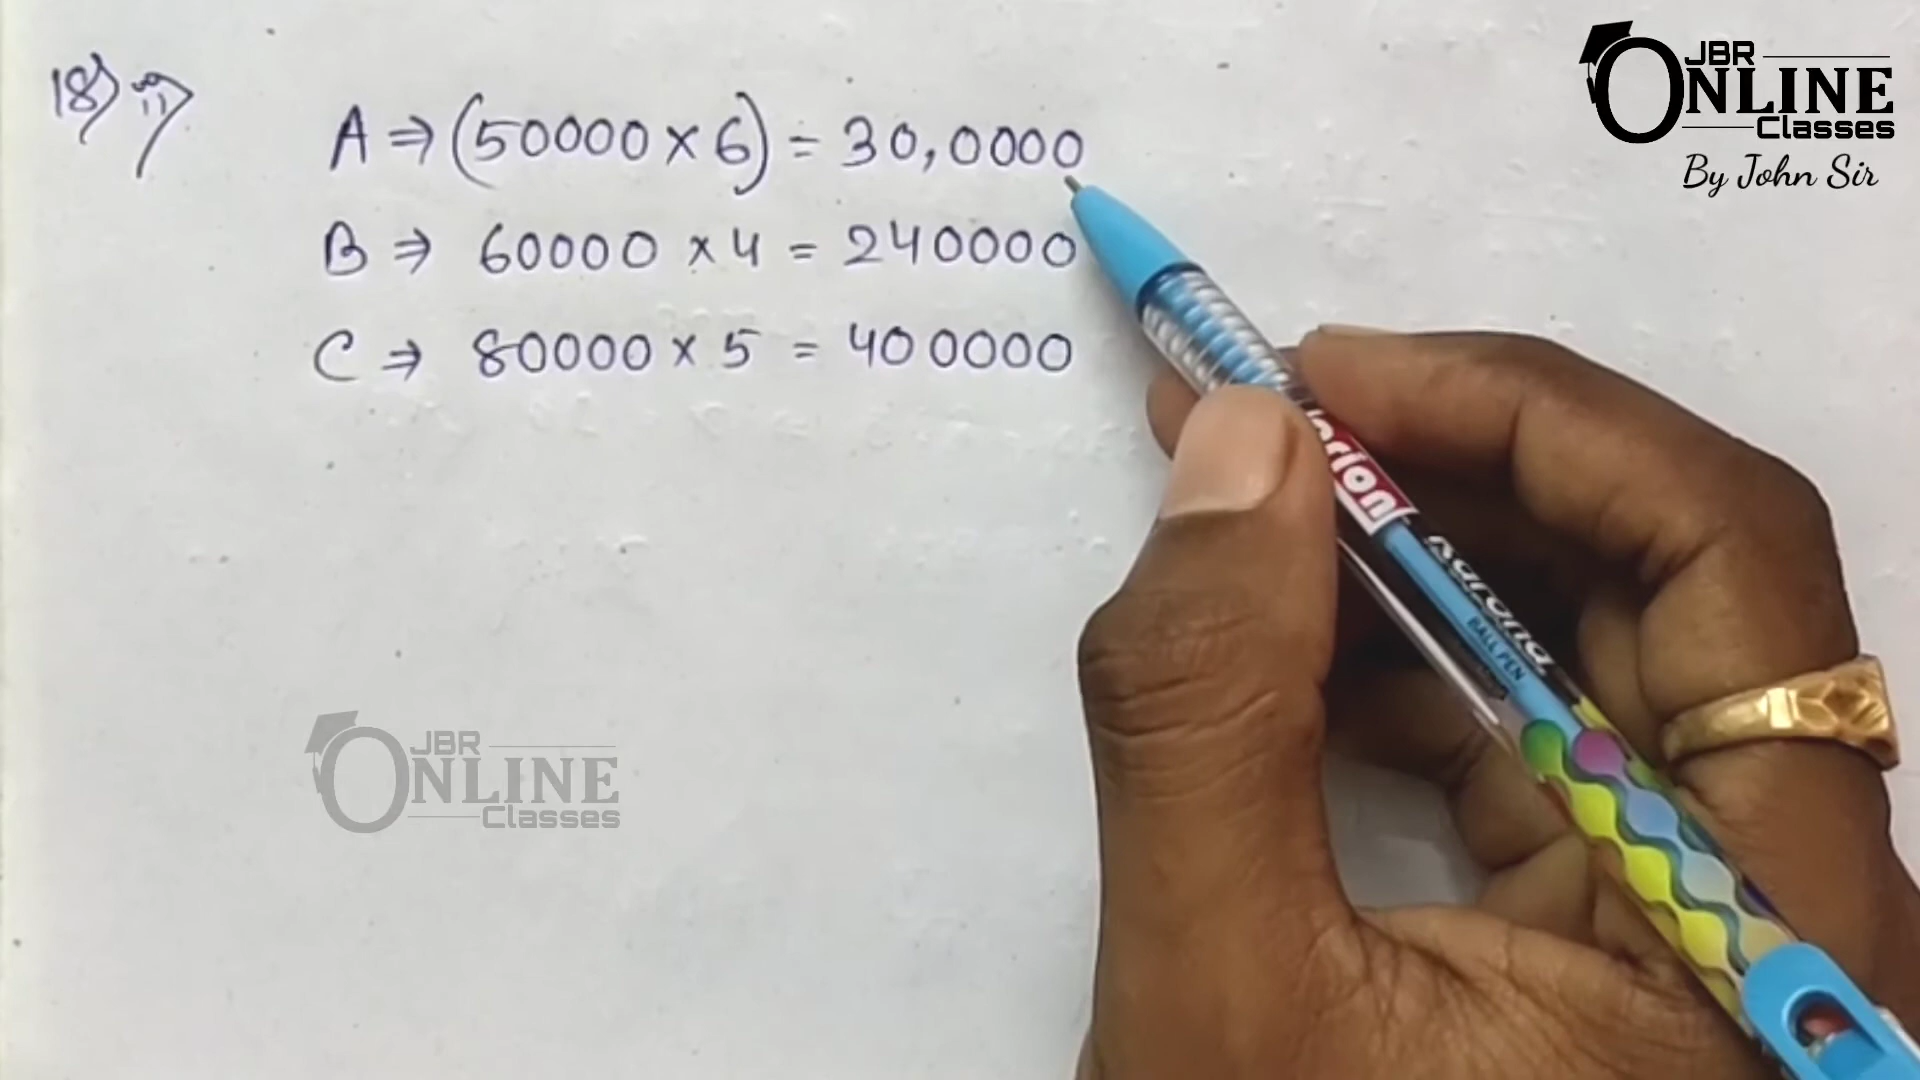 18) ii)
A ⇒ (50000 × 6) = 30,0000
B ⇒ 60000 × 4 = 240000
C ⇒ 80000 × 5 = 400000
JBR
ONLINE
Classes
By John Sir
JBR
ONLINE
Classes
BALL PEN